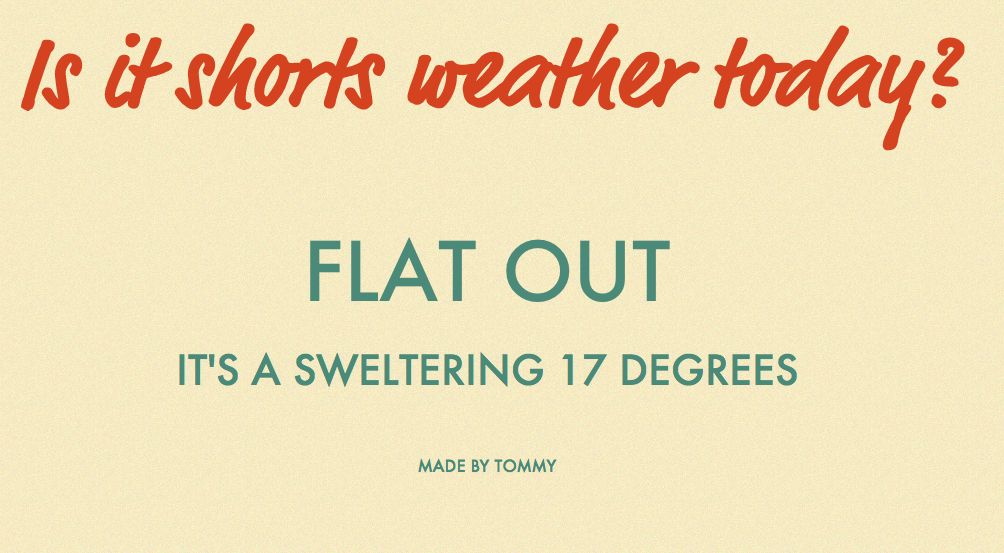 Is it shorts weather today?
FLAT OUT
IT'S A SWELTERING 17 DEGREES
MADE BY TOMMY